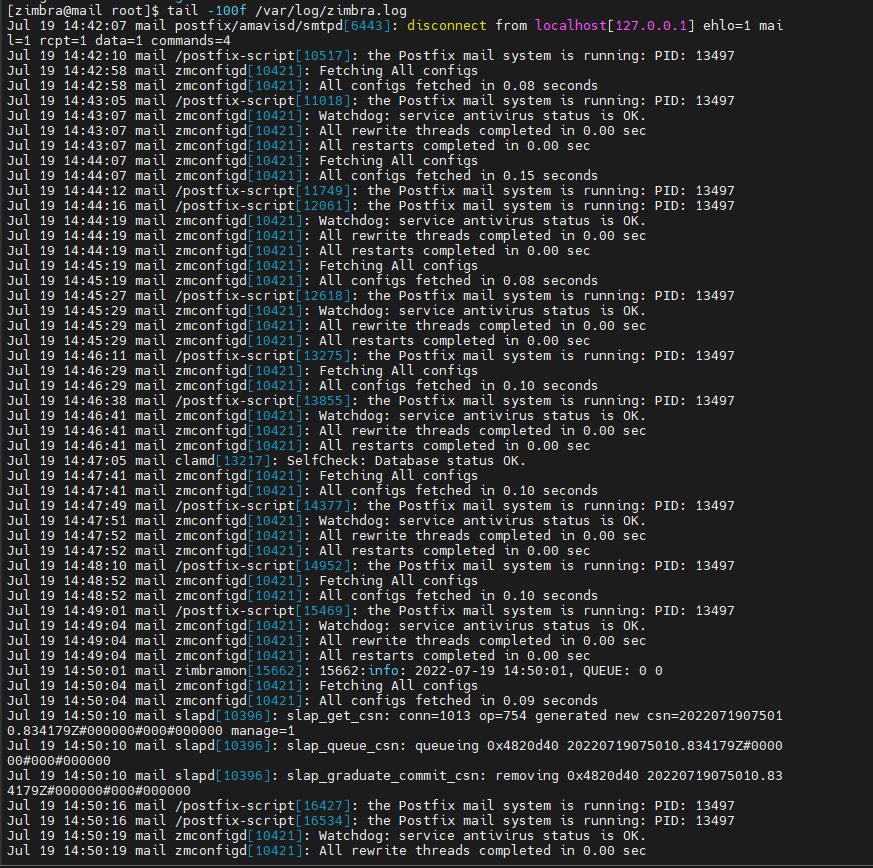 [zimbra@mail root]$ tail -100f /var/log/zimbra.log
Jul 19 14:42:07 mail postfix/amavisd/smtpd[6443]: disconnect from localhost[127.0.0.1] ehlo=1 mai
l=1 rcpt=1 data=1 commands=4
Jul 19 14:42:10 mail /postfix-script[10517]: the Postfix mail system is running: PID: 13497
Jul 19 14:42:58 mail zmconfigd[10421]: Fetching All configs
Jul 19 14:42:58 mail zmconfigd[10421]: All configs fetched in 0.08 seconds
Jul 19 14:43:05 mail /postfix-script[11018]: the Postfix mail system is running: PID: 13497
Jul 19 14:43:07 mail zmconfigd[10421]: Watchdog: service antivirus status is OK.
Jul 19 14:43:07 mail zmconfigd[10421]: All rewrite threads completed in 0.00 sec
Jul 19 14:43:07 mail zmconfigd[10421]: All restarts completed in 0.00 sec
Jul 19 14:44:07 mail zmconfigd[10421]: Fetching All configs
Jul 19 14:44:07 mail zmconfigd[10421]: All configs fetched in 0.15 seconds
Jul 19 14:44:12 mail /postfix-script[11749]: the Postfix mail system is running: PID: 13497
Jul 19 14:44:16 mail /postfix-script[12061]: the Postfix mail system is running: PID: 13497
Jul 19 14:44:19 mail zmconfigd[10421]: Watchdog: service antivirus status is OK.
Jul 19 14:44:19 mail zmconfigd[10421]: All rewrite threads completed in 0.00 sec
Jul 19 14:44:19 mail zmconfigd[10421]: All restarts completed in 0.00 sec
Jul 19 14:45:19 mail zmconfigd[10421]: Fetching All configs
Jul 19 14:45:19 mail zmconfigd[10421]: All configs fetched in 0.08 seconds
Jul 19 14:45:27 mail /postfix-script[12618]: the Postfix mail system is running: PID: 13497
Jul 19 14:45:29 mail zmconfigd[10421]: Watchdog: service antivirus status is OK.
Jul 19 14:45:29 mail zmconfigd[10421]: All rewrite threads completed in 0.00 sec
Jul 19 14:45:29 mail zmconfigd[10421]: All restarts completed in 0.00 sec
Jul 19 14:46:11 mail /postfix-script[13275]: the Postfix mail system is running: PID: 13497
Jul 19 14:46:29 mail zmconfigd[10421]: Fetching All configs
Jul 19 14:46:29 mail zmconfigd[10421]: All configs fetched in 0.10 seconds
Jul 19 14:46:38 mail /postfix-script[13855]: the Postfix mail system is running: PID: 13497
Jul 19 14:46:41 mail zmconfigd[10421]: Watchdog: service antivirus status is OK.
Jul 19 14:46:41 mail zmconfigd[10421]: All rewrite threads completed in 0.00 sec
Jul 19 14:46:41 mail zmconfigd[10421]: All restarts completed in 0.00 sec
Jul 19 14:47:05 mail clamd[13217]: SelfCheck: Database status OK.
Jul 19 14:47:41 mail zmconfigd[10421]: Fetching All configs
Jul 19 14:47:41 mail zmconfigd[10421]: All configs fetched in 0.10 seconds
Jul 19 14:47:49 mail /postfix-script[14377]: the Postfix mail system is running: PID: 13497
Jul 19 14:47:51 mail zmconfigd[10421]: Watchdog: service antivirus status is OK.
Jul 19 14:47:52 mail zmconfigd[10421]: All rewrite threads completed in 0.00 sec
Jul 19 14:47:52 mail zmconfigd[10421]: All restarts completed in 0.00 sec
Jul 19 14:48:10 mail /postfix-script[14952]: the Postfix mail system is running: PID: 13497
Jul 19 14:48:52 mail zmconfigd[10421]: Fetching All configs
Jul 19 14:48:52 mail zmconfigd[10421]: All configs fetched in 0.10 seconds
Jul 19 14:49:01 mail /postfix-script[15469]: the Postfix mail system is running: PID: 13497
Jul 19 14:49:04 mail zmconfigd[10421]: Watchdog: service antivirus status is OK.
Jul 19 14:49:04 mail zmconfigd[10421]: All rewrite threads completed in 0.00 sec
Jul 19 14:49:04 mail zmconfigd[10421]: All restarts completed in 0.00 sec
Jul 19 14:50:01 mail zimbramon[15662]: 15662:info: 2022-07-19 14:50:01, QUEUE: 0 0
Jul 19 14:50:04 mail zmconfigd[10421]: Fetching All configs
Jul 19 14:50:04 mail zmconfigd[10421]: All configs fetched in 0.09 seconds
Jul 19 14:50:10 mail slapd[10396]: slap_get_csn: conn=1013 op=754 generated new csn=2022071907501
0.834179Z#000000#000#000000 manage=1
Jul 19 14:50:10 mail slapd[10396]: slap_queue_csn: queueing 0x4820d40 20220719075010.834179Z#0000
00#000#000000
Jul 19 14:50:10 mail slapd[10396]: slap_graduate_commit_csn: removing 0x4820d40 20220719075010.83
4179Z#000000#000#000000
Jul 19 14:50:16 mail /postfix-script[16427]: the Postfix mail system is running: PID: 13497
Jul 19 14:50:16 mail /postfix-script[16534]: the Postfix mail system is running: PID: 13497
Jul 19 14:50:19 mail zmconfigd[10421]: Watchdog: service antivirus status is OK.
Jul 19 14:50:19 mail zmconfigd[10421]: All rewrite threads completed in 0.00 sec